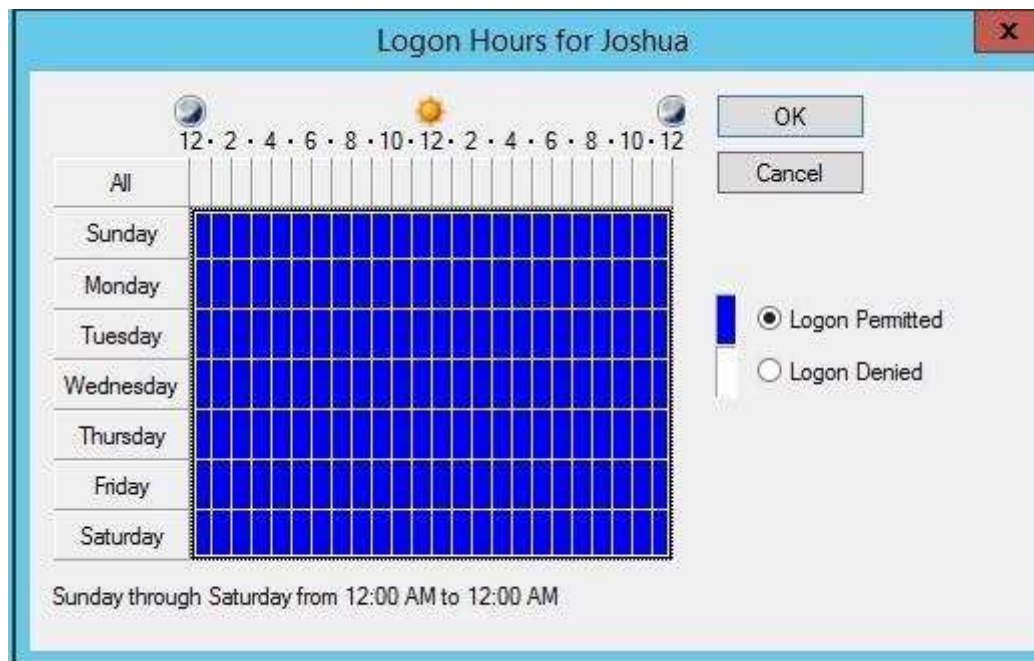 Logon Hours for Joshua
x
12 · 2 · 4 · 6 · 8 · 10 · 12 · 2 · 4 · 6 · 8 · 10 · 12
OK
Cancel
All
Sunday
Monday
Tuesday
Wednesday
Thursday
Friday
Saturday
Logon Permitted
Logon Denied
Sunday through Saturday from 12:00 AM to 12:00 AM